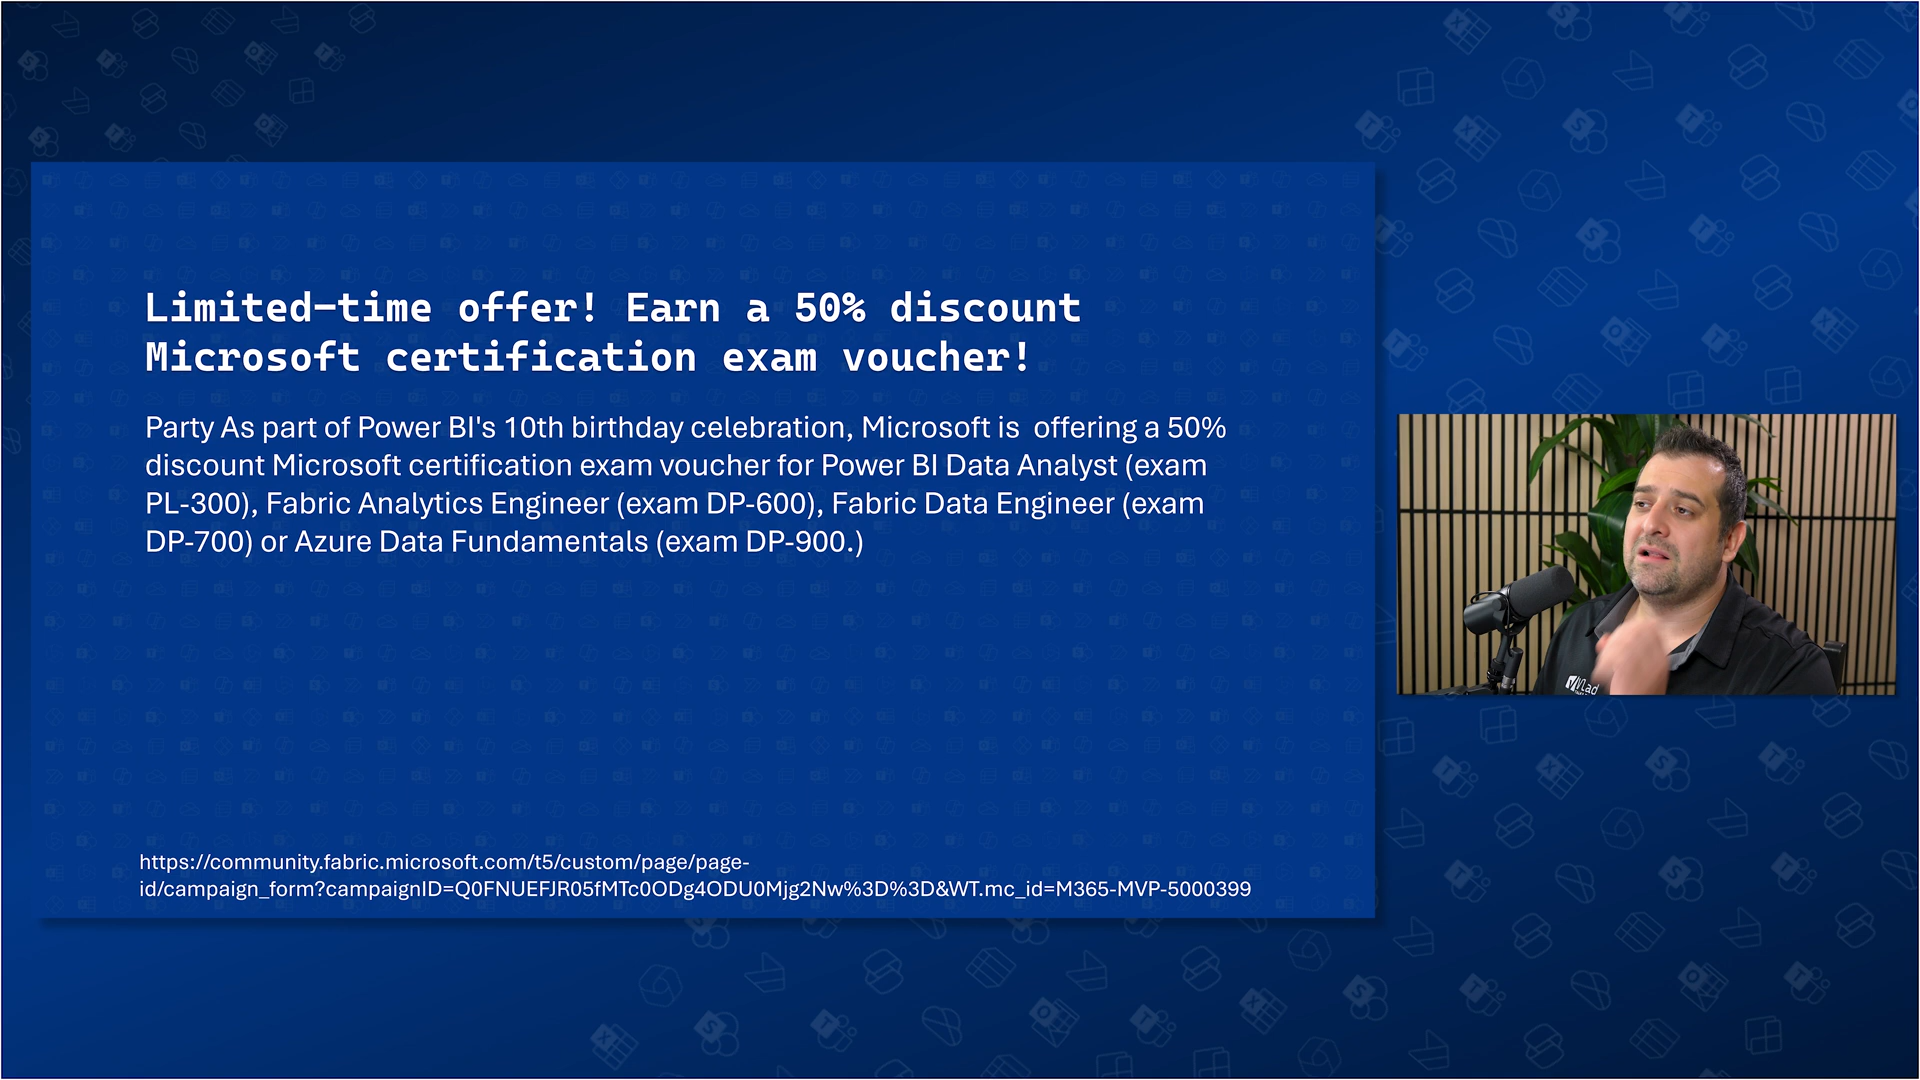 Limited-time offer! Earn a 50% discount
Microsoft certification exam voucher!
Party As part of Power BI's 10th birthday celebration, Microsoft is  offering a 50%
discount Microsoft certification exam voucher for Power BI Data Analyst (exam
PL-300), Fabric Analytics Engineer (exam DP-600), Fabric Data Engineer (exam
DP-700) or Azure Data Fundamentals (exam DP-900.)
https://community.fabric.microsoft.com/t5/custom/page/page-
id/campaign_form?campaignID=Q0FNUEFJR05fMTc0ODg4ODU0Mjg2Nw%3D%3D&WT.mc_id=M365-MVP-5000399